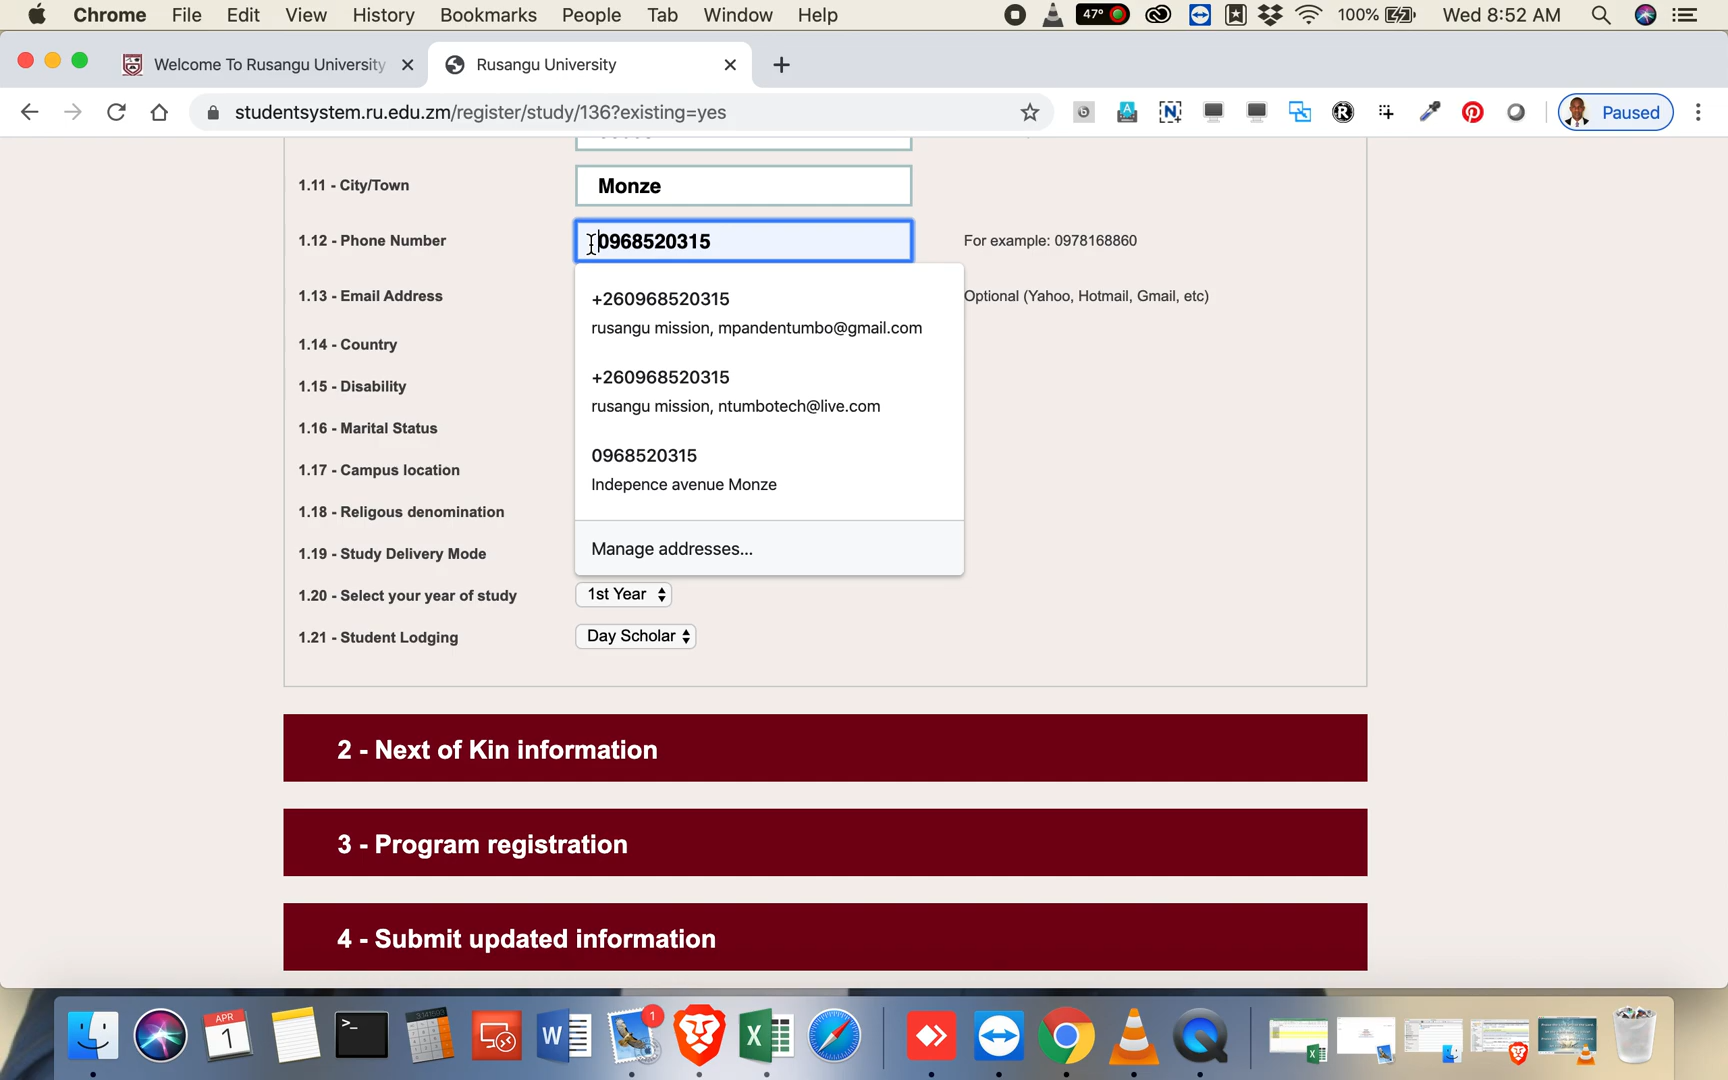 Chrome File Edit View History Bookmarks People Tab Window Help 47° 100% Wed 8:52 AM
Welcome To Rusangu University Rusangu University
studentsystem.ru.edu.zm/register/study/136?existing=yes Paused
1.11 - City/Town Monze
1.12 - Phone Number 0968520315 For example: 0978168860
1.13 - Email Address Optional (Yahoo, Hotmail, Gmail, etc)
+260968520315
rusangu mission, mpandentumbo@gmail.com
1.14 - Country
1.15 - Disability +260968520315
rusangu mission, ntumbotech@live.com
1.16 - Marital Status
0968520315
1.17 - Campus location
Indepence avenue Monze
1.18 - Religous denomination
1.19 - Study Delivery Mode Manage addresses...
1.20 - Select your year of study 1st Year
1.21 - Student Lodging Day Scholar
2 - Next of Kin information
3 - Program registration
4 - Submit updated information
APR
1
1